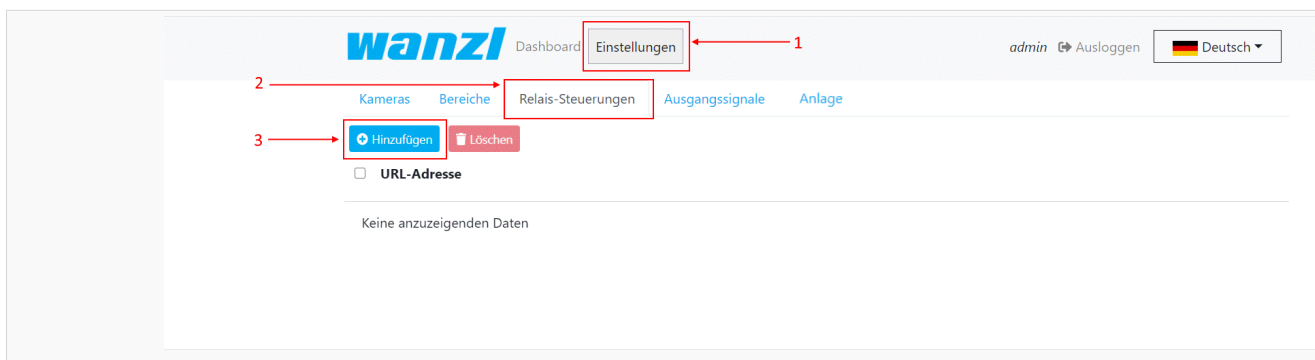 wanzl Dashboard Einstellungen 1 admin Ausloggen Deutsch
2
Kameras Bereiche Relais-Steuerungen Ausgangssignale Anlage
3 Hinzufügen Löschen
URL-Adresse
Keine anzuzeigenden Daten